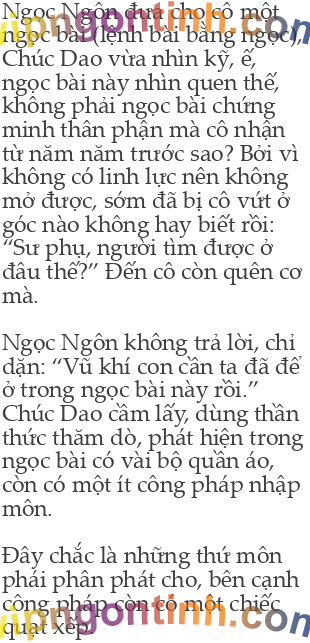 Ngọc Ngôn đưa cho cô một
ngọc bài (lệnh bài bằng ngọc),
Chúc Dao vừa nhìn kỹ, ế,
ngọc bài này nhìn quen thế,
không phải ngọc bài chứng
minh thân phận mà cô nhận
từ năm năm trước sao? Bởi vì
không có linh lực nên không
mở được, sớm đã bị cô vứt ở
góc nào không hay biết rồi:
“Sư phụ, người tìm được ở
đâu thế?” Đến cô còn quên cơ
mà.
Ngọc Ngôn không trả lời, chỉ
dặn: “Vũ khí con cần ta đã để
ở trong ngọc bài này rồi.”
Chúc Dao cầm lấy, dùng thần
thức thăm dò, phát hiện trong
ngọc bài có vài bộ quần áo,
còn có một ít công pháp nhập
môn.
Đây chắc là những thứ môn
phái phân phát cho, bên cạnh
công pháp còn có một chiếc
quạt xếp.
vipngontinh.com
vipngontinh.com